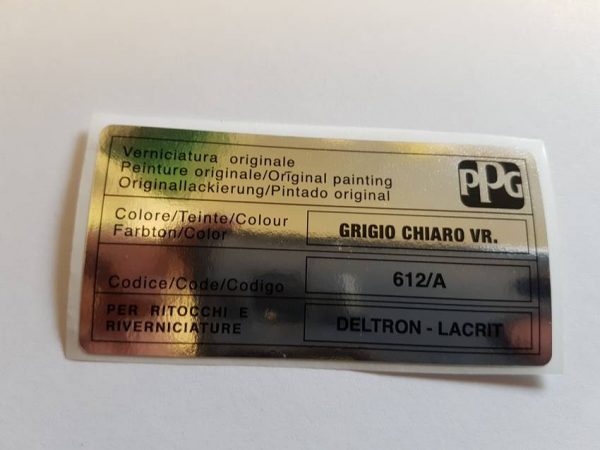 Verniciatura originale
Peinture originale/Original painting
Originallackierung/Pintado original
PPG
Colore/Teinte/Colour
Farbton/Color
GRIGIO CHIARO VR.
Codice/Code/Codigo
612/A
PER RITOCCHI E
RIVERNICIATURE
DELTRON - LACRIT